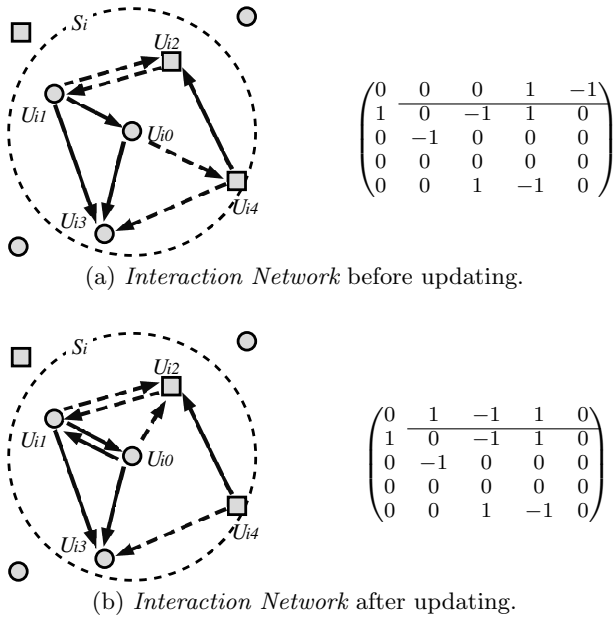 Si
Ui2
Ui1
Ui0
Ui3
Ui4
0 0 0 1 −1
1 0 −1 1 0
0 −1 0 0 0
0 0 0 0 0
0 0 1 −1 0
(a) Interaction Network before updating.
Si
Ui2
Ui1
Ui0
Ui3
Ui4
0 1 −1 1 0
1 0 −1 1 0
0 −1 0 0 0
0 0 0 0 0
0 0 1 −1 0
(b) Interaction Network after updating.